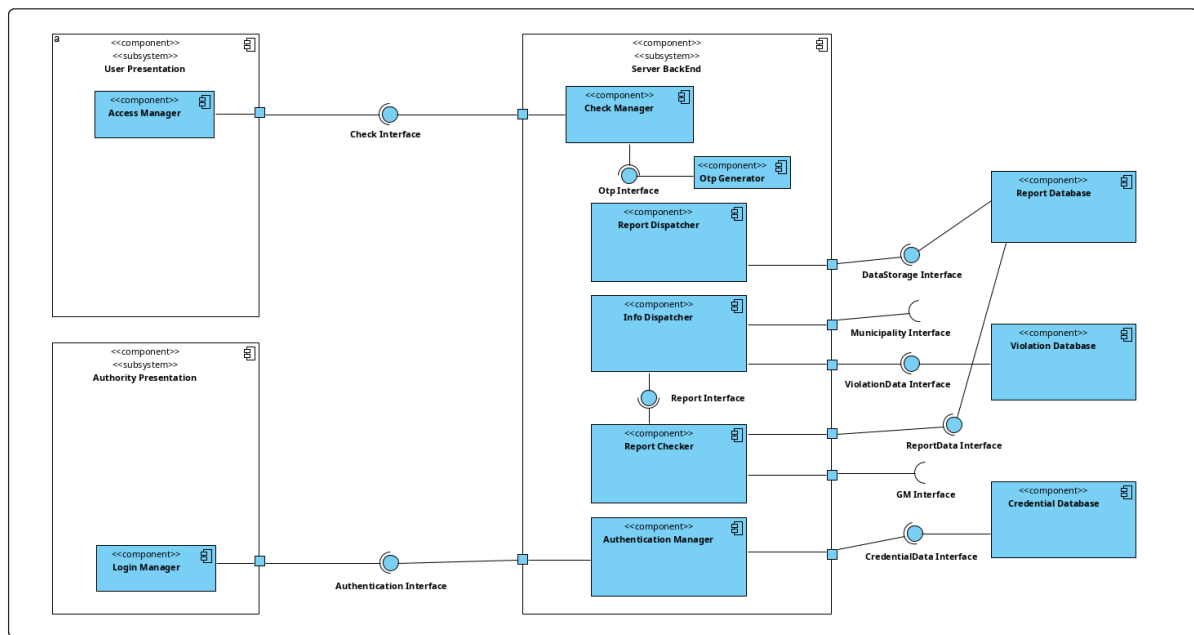 a
<<component>>
<<subsystem>>
User Presentation
<<component>>
Access Manager
Check Interface
<<component>>
<<subsystem>>
Server BackEnd
<<component>>
Check Manager
Otp Interface
<<component>>
Otp Generator
<<component>>
Report Dispatcher
DataStorage Interface
<<component>>
Report Database
<<component>>
Info Dispatcher
Municipality Interface
ViolationData Interface
<<component>>
Violation Database
Report Interface
<<component>>
Report Checker
ReportData Interface
GM Interface
<<component>>
<<subsystem>>
Authority Presentation
<<component>>
Login Manager
Authentication Interface
<<component>>
Authentication Manager
CredentialData Interface
<<component>>
Credential Database